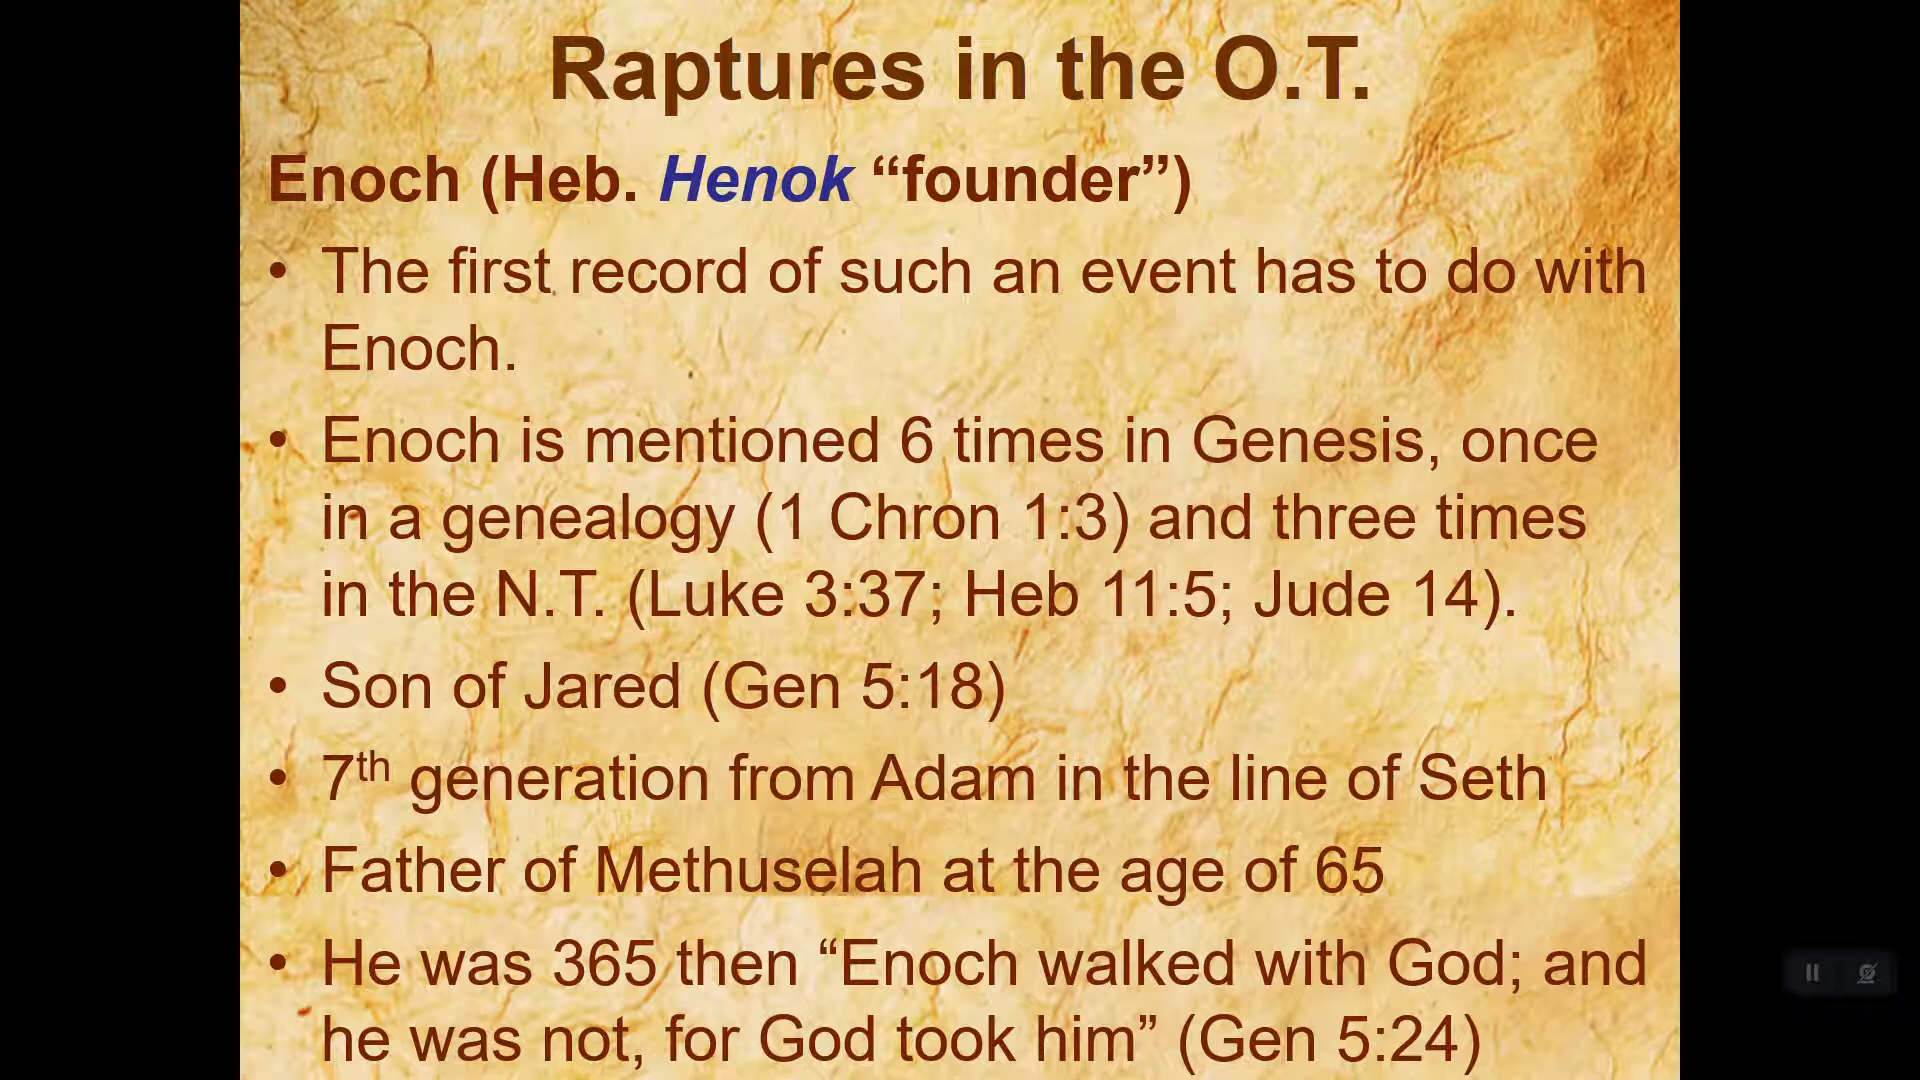 Raptures in the O.T.
Enoch (Heb. Henok “founder”)
• The first record of such an event has to do with
Enoch.
• Enoch is mentioned 6 times in Genesis, once
in a genealogy (1 Chron 1:3) and three times
in the N.T. (Luke 3:37; Heb 11:5; Jude 14).
• Son of Jared (Gen 5:18)
• 7th generation from Adam in the line of Seth
• Father of Methuselah at the age of 65
• He was 365 then “Enoch walked with God; and
he was not, for God took him” (Gen 5:24)